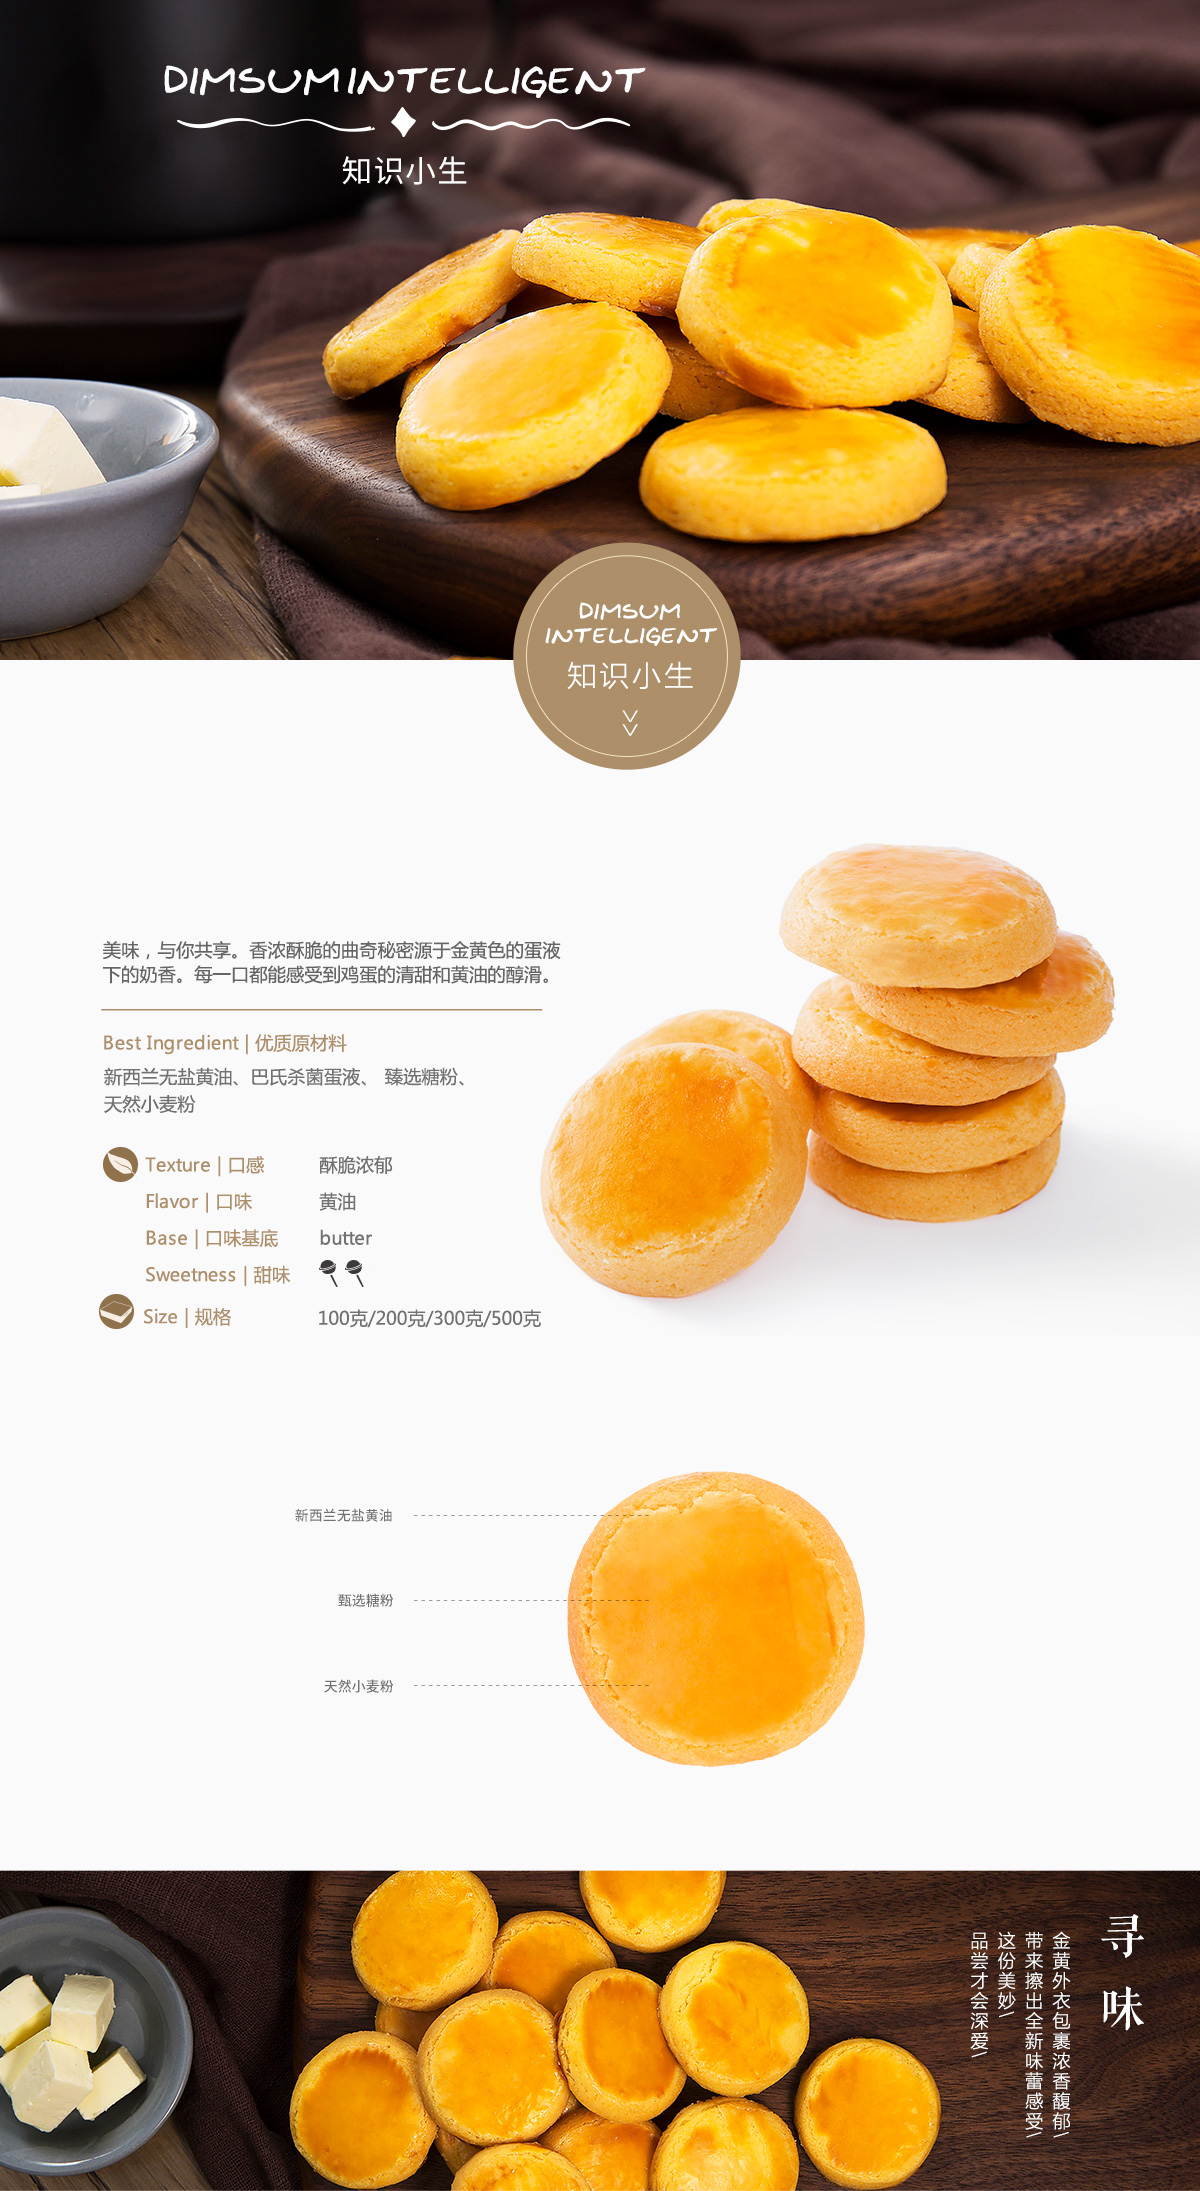 DIMSUM INTELLIGENT
知识小生
DIMSUM
INTELLIGENT
知识小生
美味，与你共享。香浓酥脆的曲奇秘密源于金黄色的蛋液
下的奶香。每一口都能感受到鸡蛋的清甜和黄油的醇滑。
Best Ingredient | 优质原材料
新西兰无盐黄油、巴氏杀菌蛋液、 臻选糖粉、
天然小麦粉
Texture | 口感 酥脆浓郁
Flavor | 口味 黄油
Base | 口味基底 butter
Sweetness | 甜味
Size | 规格 100克/200克/300克/500克
新西兰无盐黄油
甄选糖粉
天然小麦粉
寻味
金黄外衣包裹浓香馥郁/
带来擦出全新味蕾感受/
这份美妙/
品尝才会深爱/